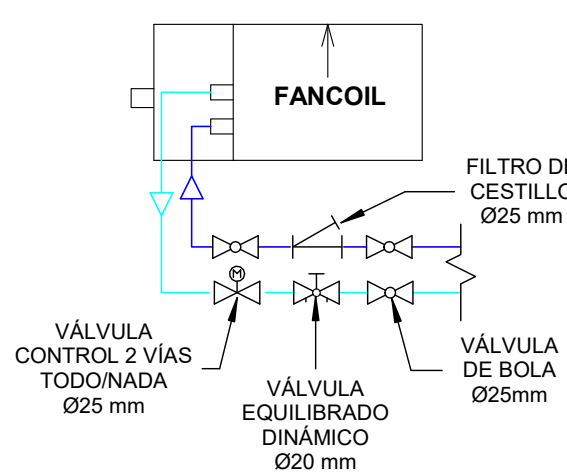 FANCOIL
FILTRO DE
CESTILLO
Ø25 mm
M
VÁLVULA
CONTROL 2 VÍAS
TODO/NADA
Ø25 mm
VÁLVULA
EQUILIBRADO
DINÁMICO
Ø20 mm
VÁLVULA
DE BOLA
Ø25mm